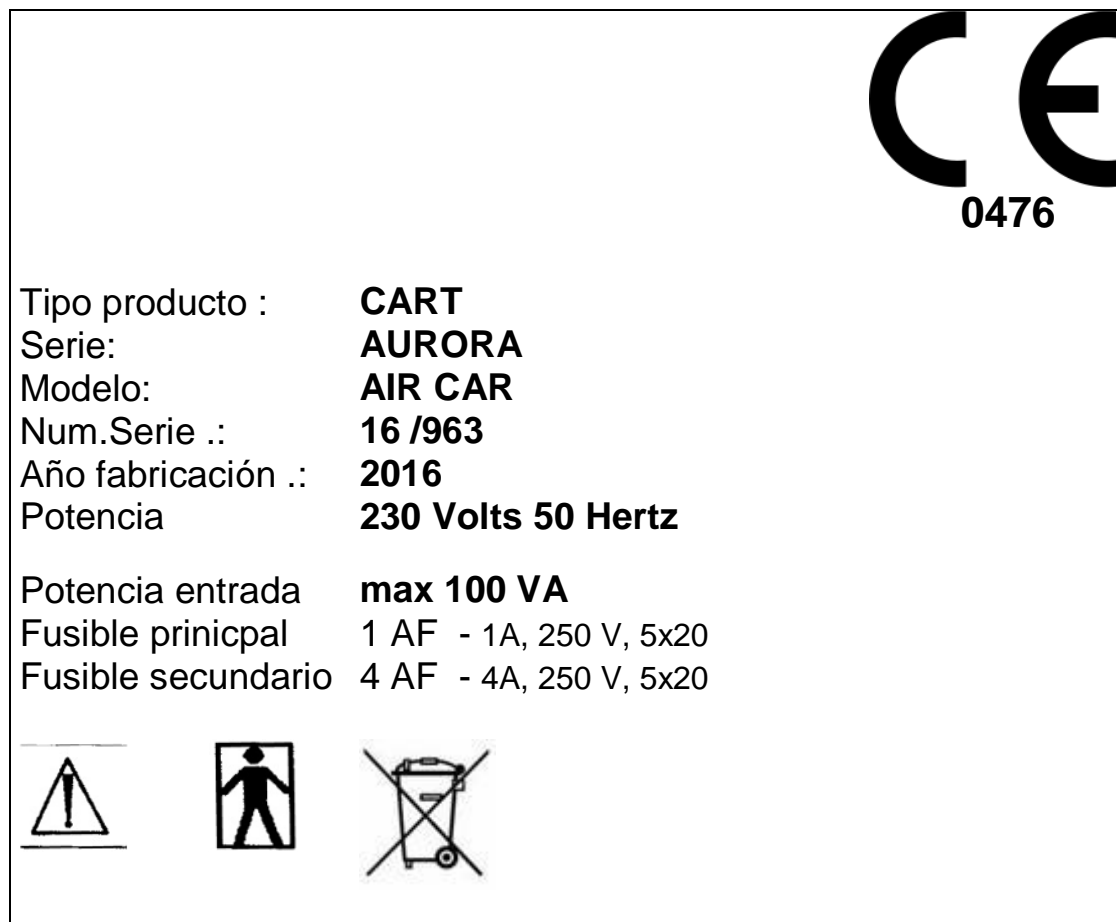 CE
0476
Tipo producto : CART
Serie: AURORA
Modelo: AIR CAR
Num.Serie .: 16 /963
Año fabricación .: 2016
Potencia 230 Volts 50 Hertz
Potencia entrada max 100 VA
Fusible prinicpal 1 AF - 1A, 250 V, 5x20
Fusible secundario 4 AF - 4A, 250 V, 5x20